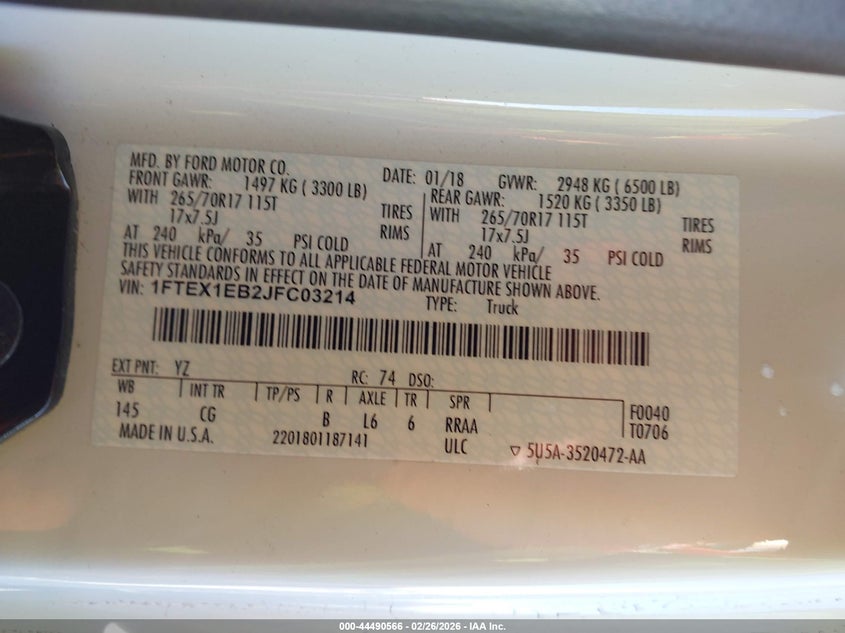 MFD. BY FORD MOTOR CO.
DATE: 01/18 GVWR: 2948 KG ( 6500 LB)
FRONT GAWR: 1497 KG ( 3300 LB)
WITH 265/70R17 115T TIRES
17x7.5J RIMS
AT 240 kPa/ 35 PSI COLD
REAR GAWR: 1520 KG ( 3350 LB)
WITH 265/70R17 115T TIRES
17x7.5J RIMS
AT 240 kPa/ 35 PSI COLD
THIS VEHICLE CONFORMS TO ALL APPLICABLE FEDERAL MOTOR VEHICLE
SAFETY STANDARDS IN EFFECT ON THE DATE OF MANUFACTURE SHOWN ABOVE.
VIN: 1FTEX1EB2JFC03214 TYPE: Truck
EXT PNT: YZ RC: 74 DSO:
WB INT TR TP/PS R AXLE TR SPR
145 CG B L6 6 RRAA
F0040
T0706
MADE IN U.S.A. 2201801187141 ULC ▽ 5U5A-3520472-AA
000-44490566 - 02/26/2026 - IAA Inc.